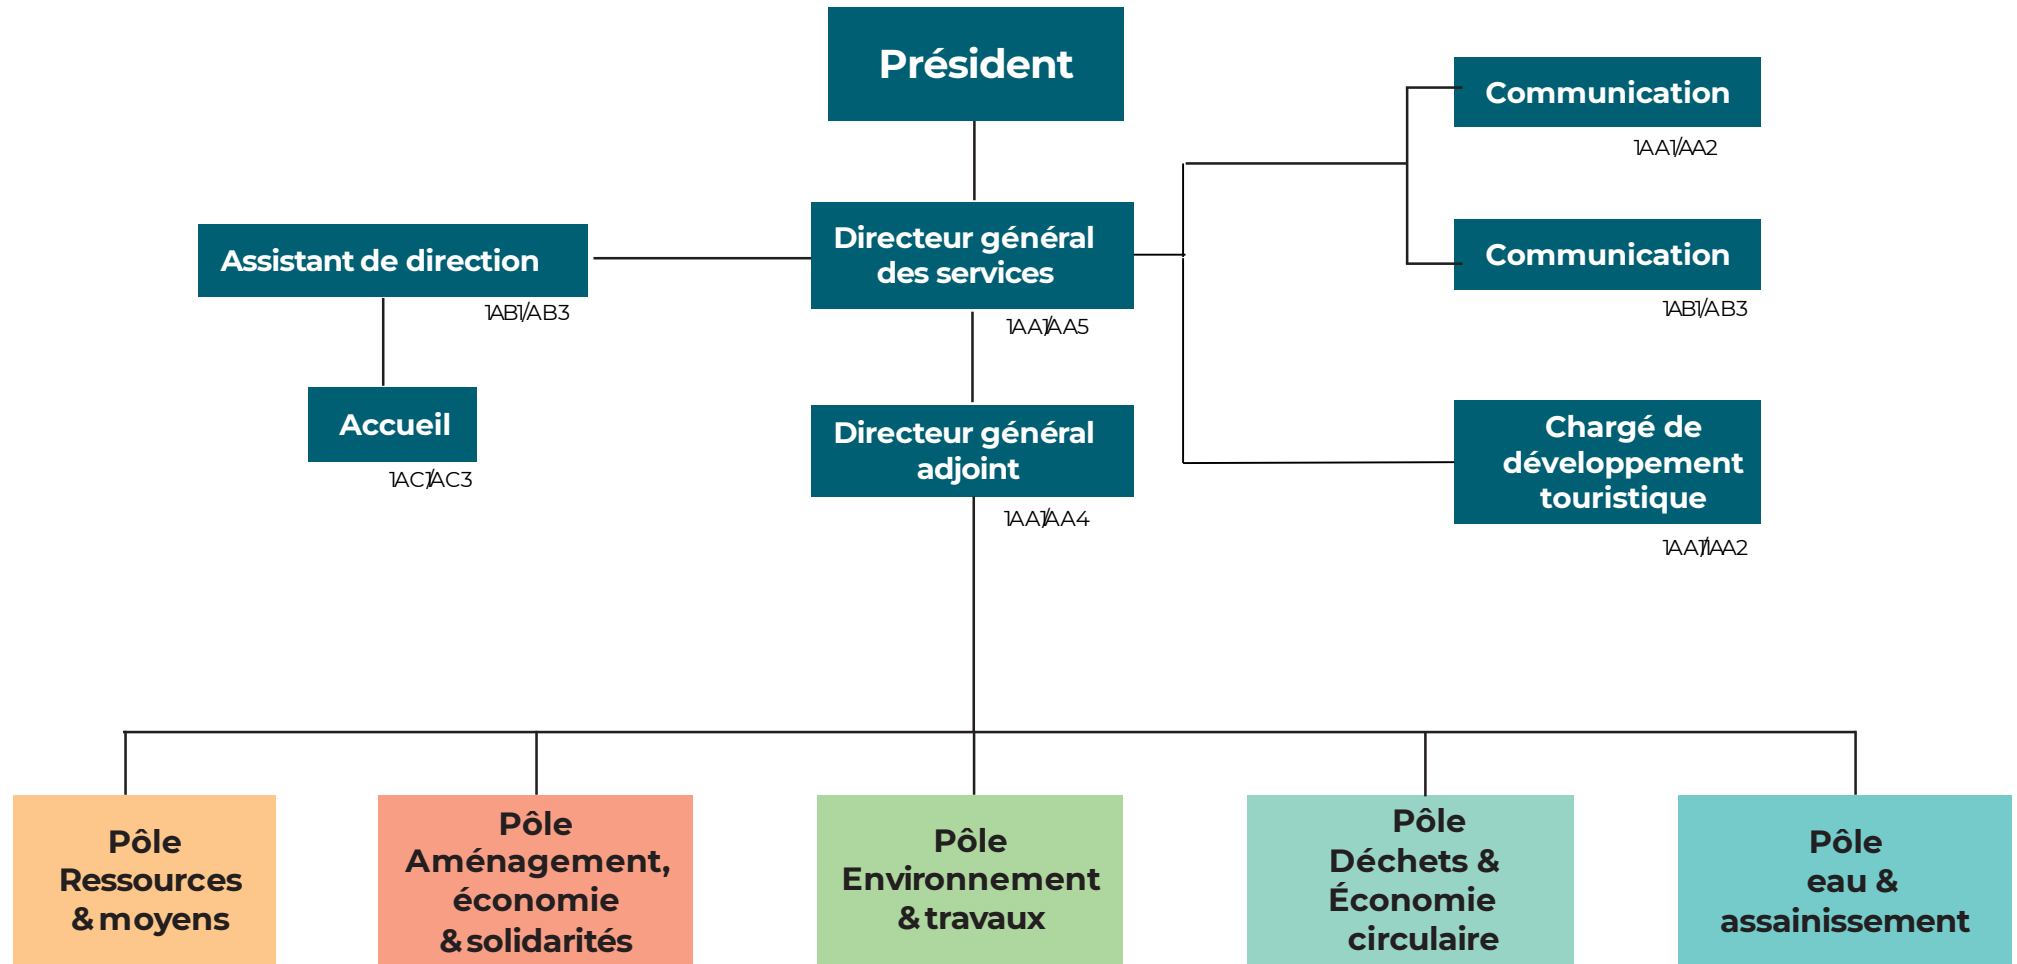 Président
Communication
1AA1/AA2
Directeur général
des services
1AA1/AA5
Assistant de direction
1AB1/AB3
Communication
1AB1/AB3
Accueil
1AC1/AC3
Directeur général
adjoint
1AA1/AA4
Chargé de
développement
touristique
1AA1/1AA2
Pôle
Ressources
& moyens
Pôle
Aménagement,
économie
& solidarités
Pôle
Environnement
& travaux
Pôle
Déchets &
Économie
circulaire
Pôle
eau &
assainissement